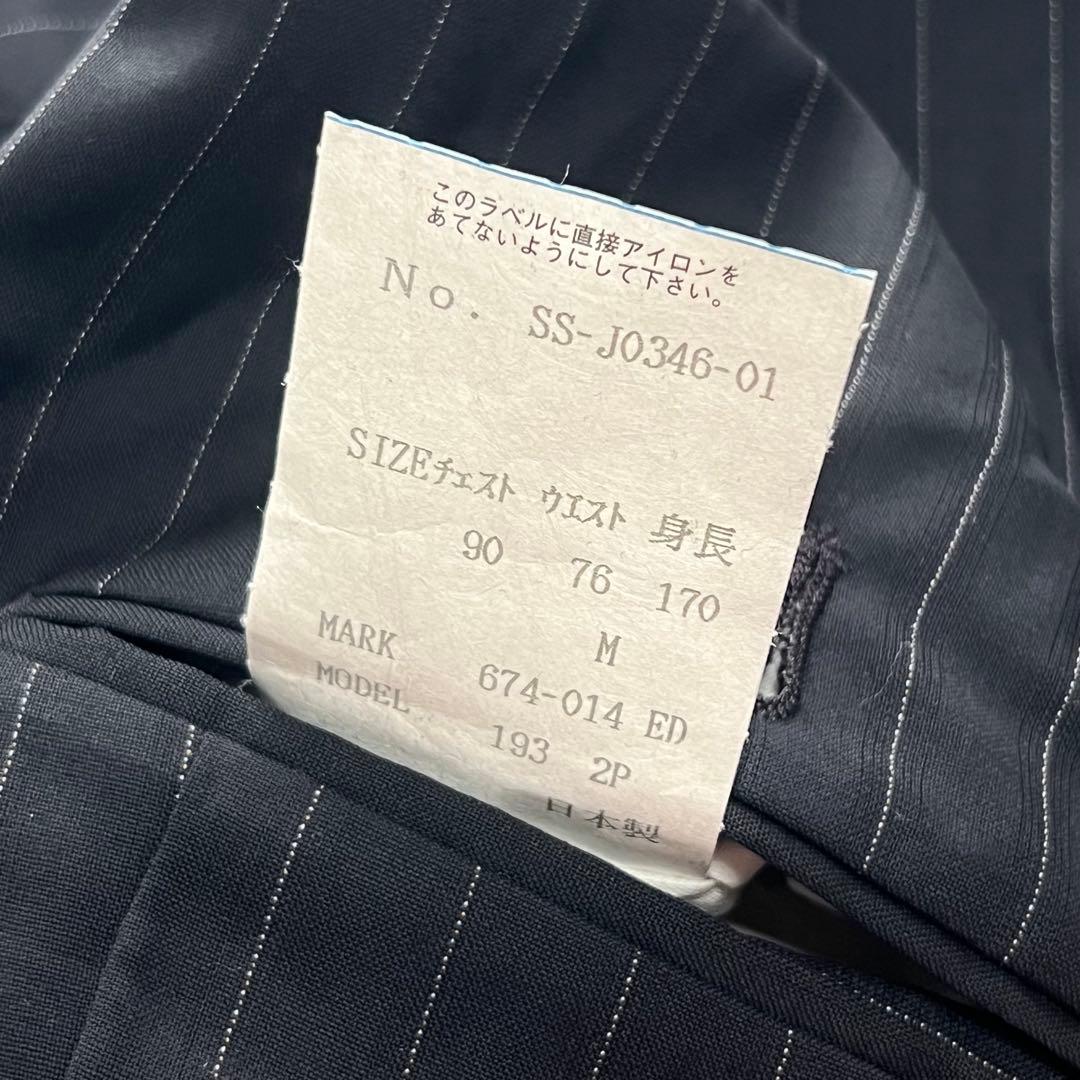 このラベルに直接アイロンを
あてないようにして下さい。
No. SS-J0346-01
SIZEﾁｪｽﾄ ｳｴｽﾄ 身長
90 76 170
M
MARK 674-014 ED
MODEL 193 2P
日本製